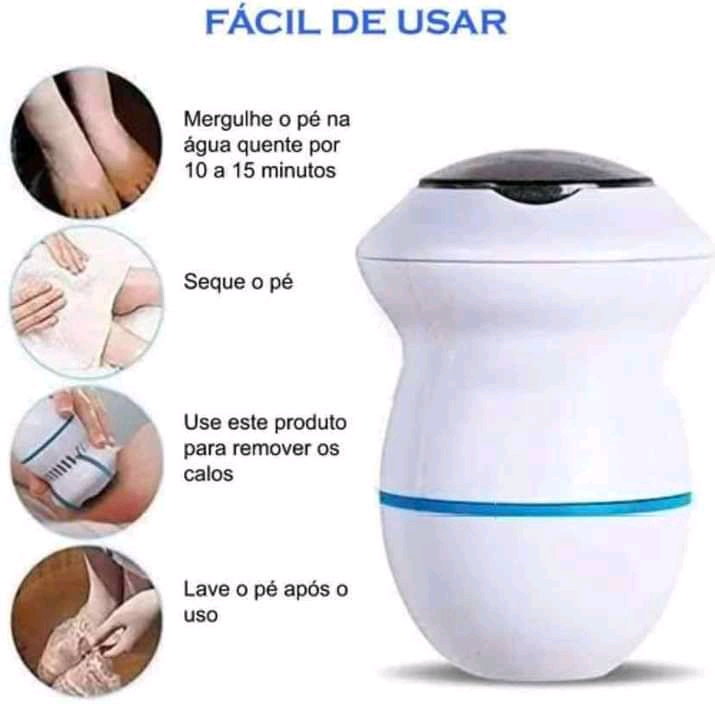 FÁCIL DE USAR
Mergulhe o pé na
água quente por
10 a 15 minutos
Seque o pé
Use este produto
para remover os
calos
Lave o pé após o
uso